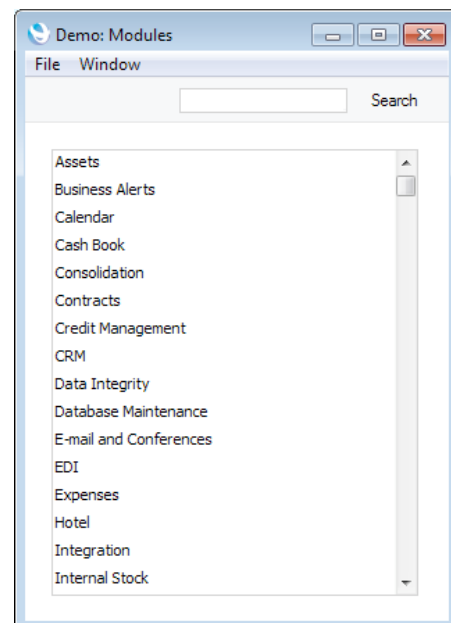 Demo: Modules
File Window
Search
Assets
Business Alerts
Calendar
Cash Book
Consolidation
Contracts
Credit Management
CRM
Data Integrity
Database Maintenance
E-mail and Conferences
EDI
Expenses
Hotel
Integration
Internal Stock